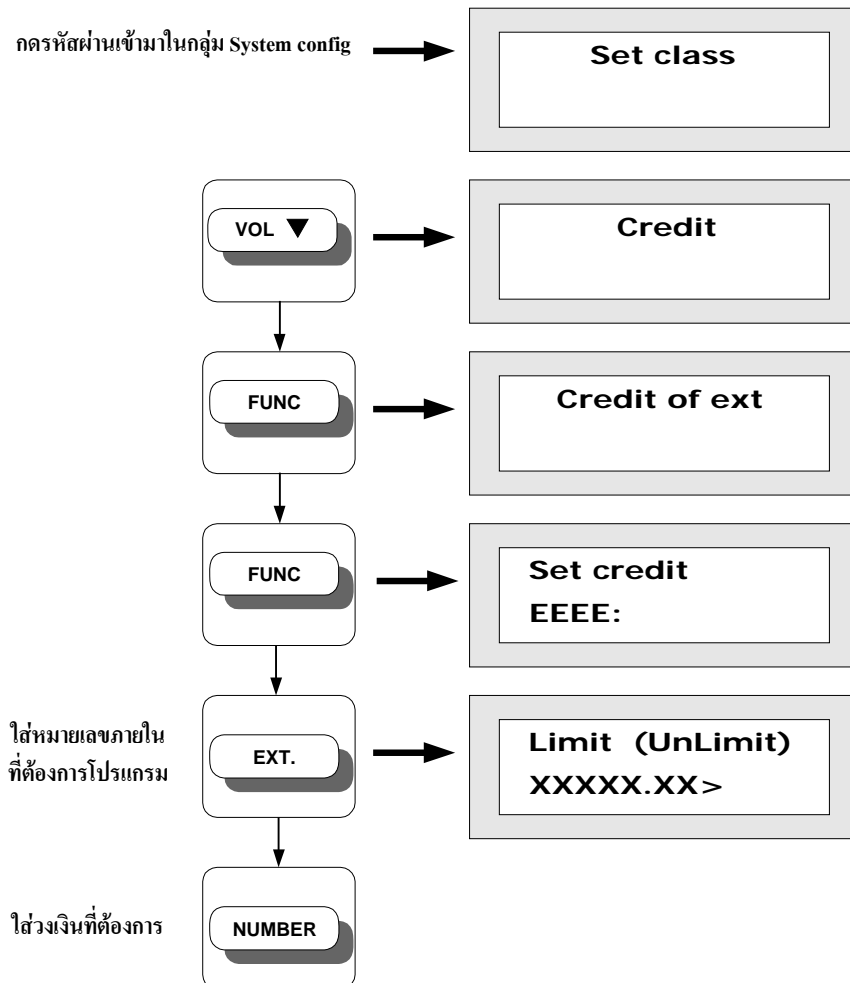 กดรหัสผ่านเข้ามาในกลุ่ม System config
Set class
VOL ▼
Credit
FUNC
Credit of ext
FUNC
Set credit
EEEE:
ใส่หมายเลขภายใน
ที่ต้องการโปรแกรม
EXT.
Limit (UnLimit)
XXXXX.XX>
ใส่วงเงินที่ต้องการ
NUMBER